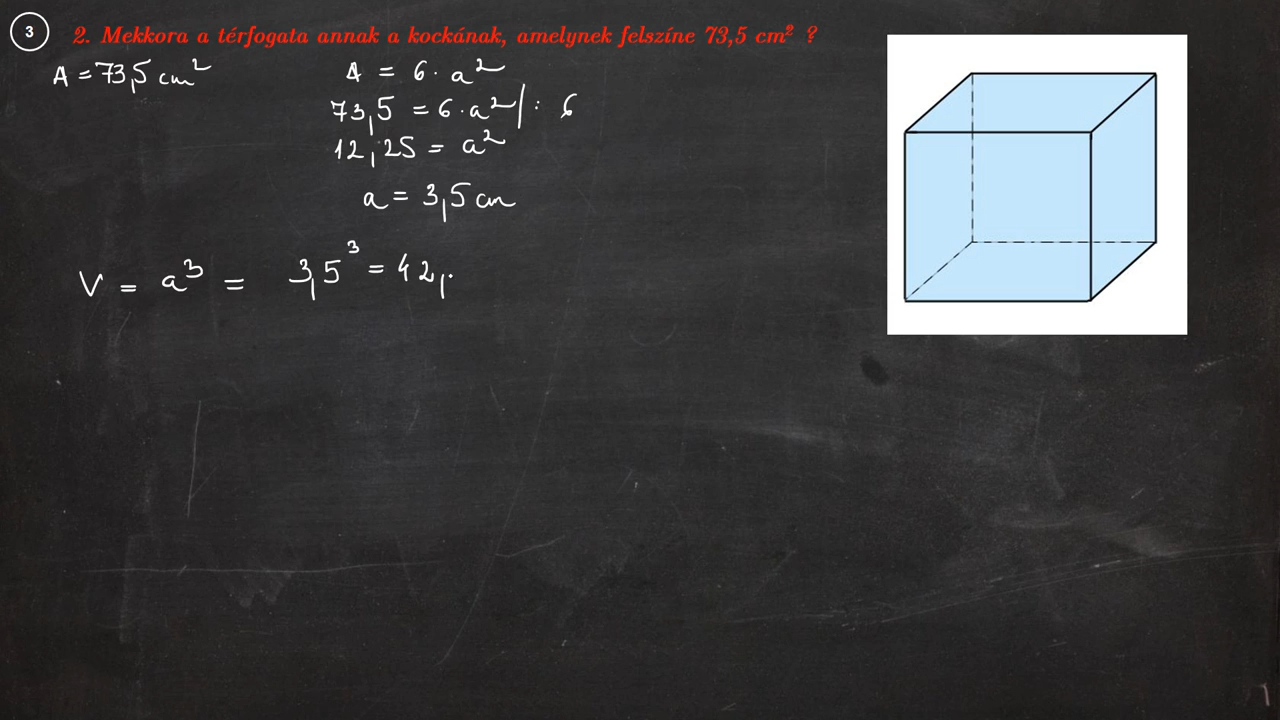 3
2. Mekkora a térfogata annak a kockának, amelynek felszíne 73,5 cm² ?
A = 73,5 cm²
A = 6 · a²
73,5 = 6 · a² / : 6
12,25 = a²
a = 3,5 cm
V = a³ = 3,5³ = 42,